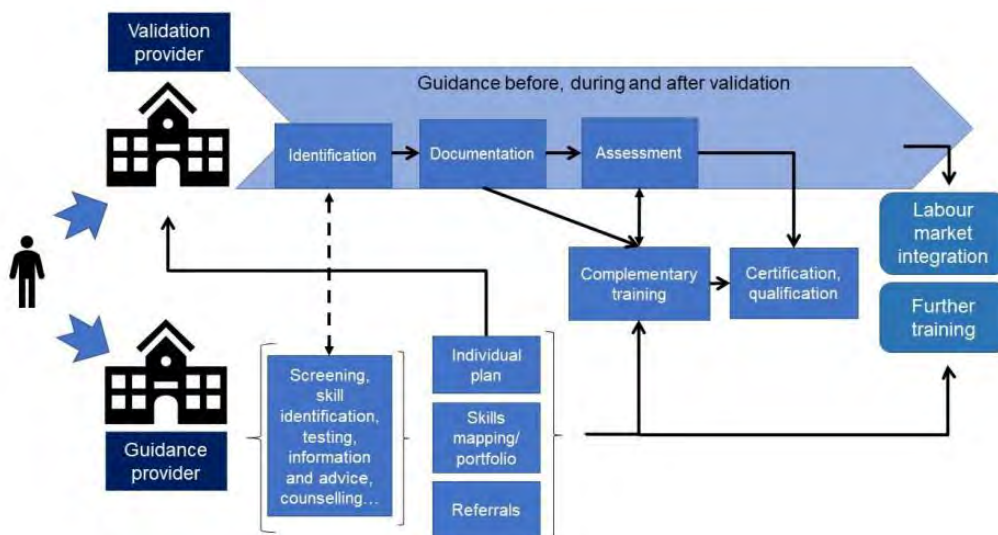 Validation
provider
Guidance before, during and after validation
Identification
Documentation
Assessment
Labour
market
integration
Complementary
training
Certification,
qualification
Further
training
Guidance
provider
Screening,
skill
identification,
testing,
information
and advice,
counselling...
Individual
plan
Skills
mapping/
portfolio
Referrals